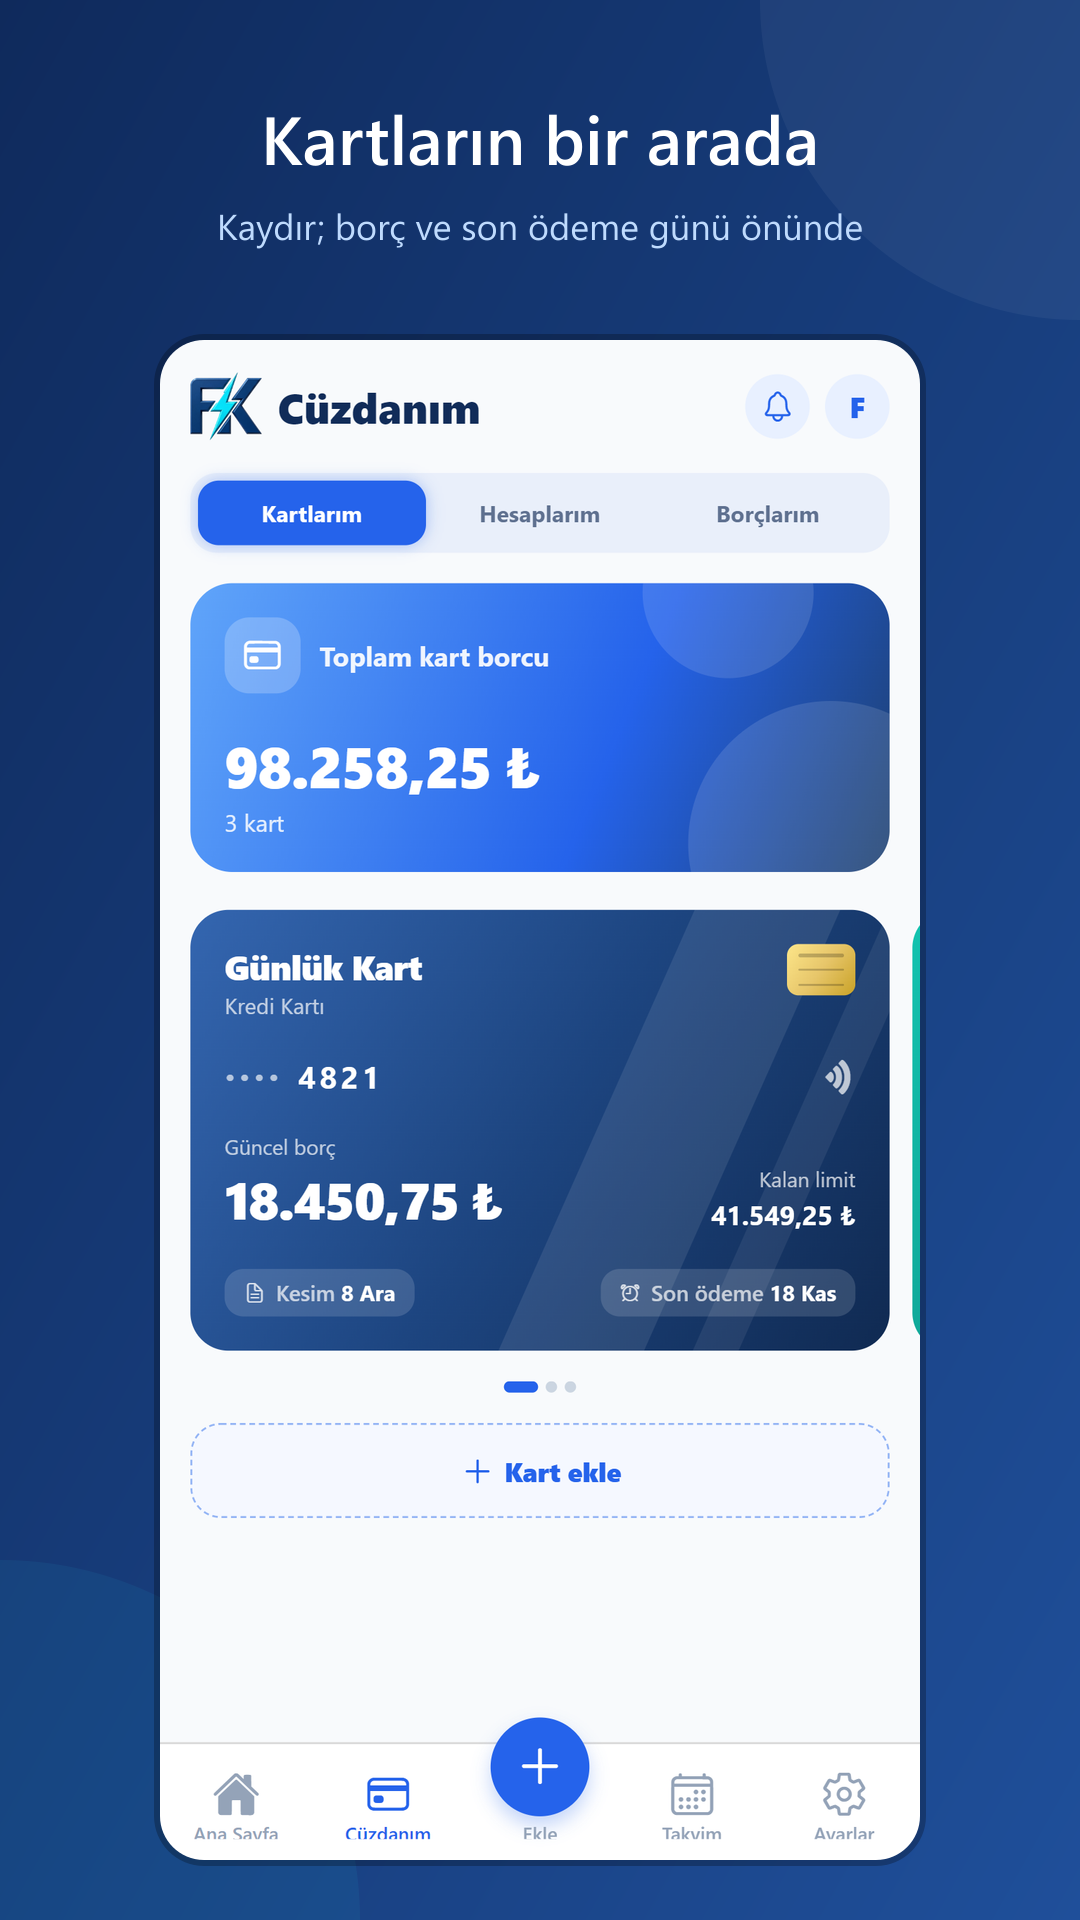 Kartların bir arada
Kaydır; borç ve son ödeme günü önünde
FK Cüzdanım
F
Kartlarım Hesaplarım Borçlarım
Toplam kart borcu
98.258,25 ₺
3 kart
Günlük Kart
Kredi Kartı
•••• 4821
Güncel borç
18.450,75 ₺
Kalan limit
41.549,25 ₺
Kesim 8 Ara
Son ödeme 18 Kas
+ Kart ekle
Ana Sayfa Cüzdanım Ekle Takvim Ayarlar